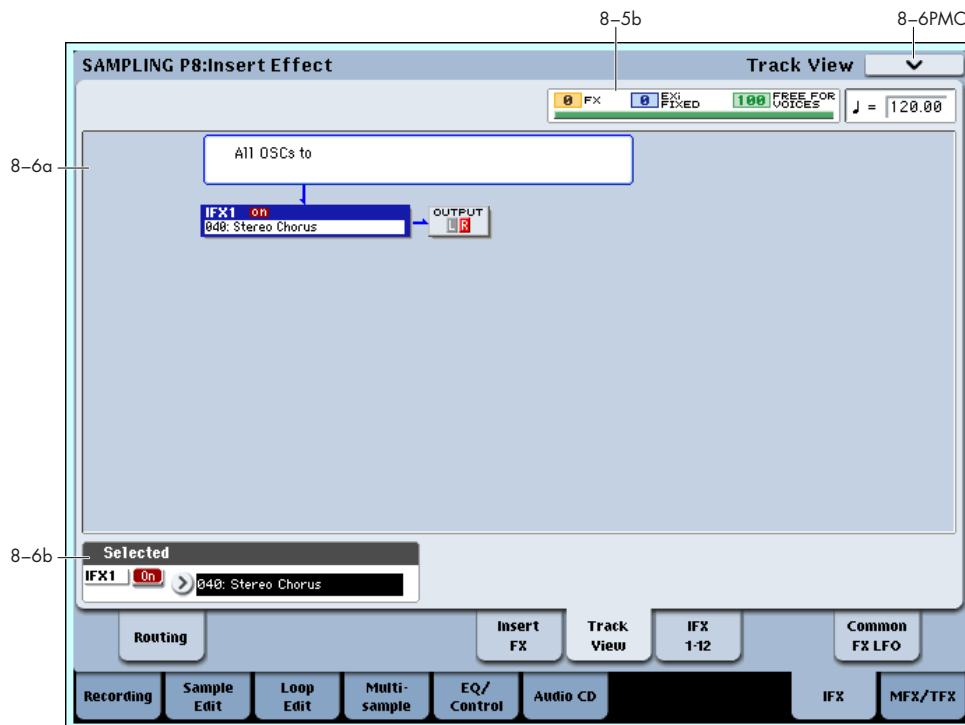 8–5b
8–6PMC
SAMPLING P8:Insert Effect
Track View
0 FX
0 EXi FIXED
100 FREE FOR VOICES
♩ = 120.00
8–6a
All OSCs to
IFX1 on
040: Stereo Chorus
OUTPUT
L R
8–6b
Selected
IFX1 On
040: Stereo Chorus
Routing
Insert FX
Track View
IFX 1-12
Common FX LFO
Recording
Sample Edit
Loop Edit
Multi-sample
EQ/Control
Audio CD
IFX
MFX/TFX